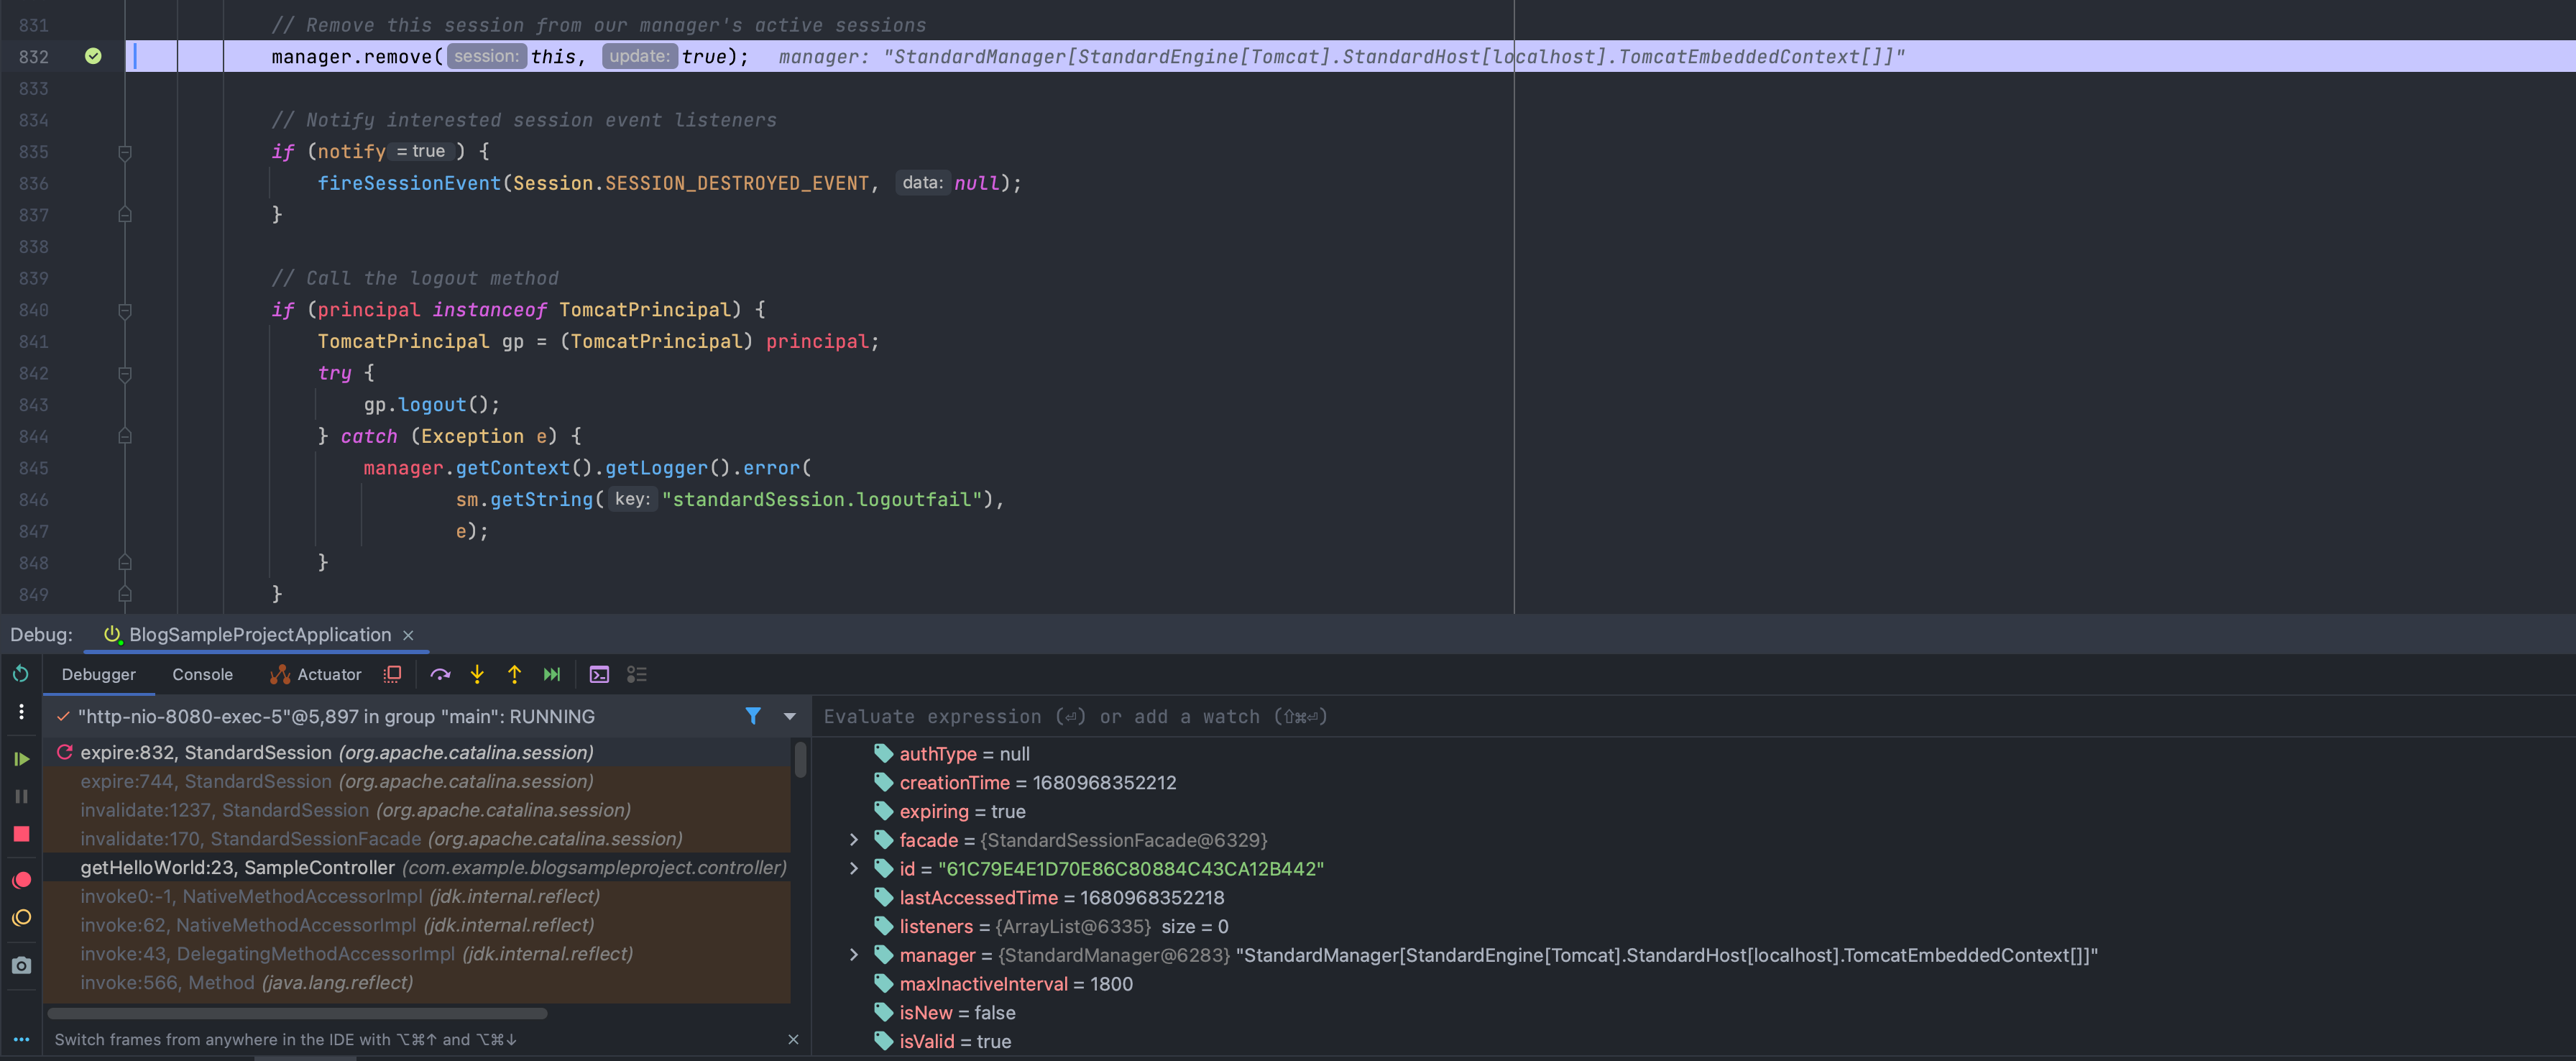 831 // Remove this session from our manager's active sessions
832 manager.remove( session: this, update: true); manager: "StandardManager[StandardEngine[Tomcat].StandardHost[localhost].TomcatEmbeddedContext[]]"
833
834 // Notify interested session event listeners
835 if (notify = true ) {
836 fireSessionEvent(Session.SESSION_DESTROYED_EVENT, data: null);
837 }
838
839 // Call the logout method
840 if (principal instanceof TomcatPrincipal) {
841 TomcatPrincipal gp = (TomcatPrincipal) principal;
842 try {
843 gp.logout();
844 } catch (Exception e) {
845 manager.getContext().getLogger().error(
846 sm.getString( key: "standardSession.logoutfail"),
847 e);
848 }
849 }
Debug: BlogSampleProjectApplication ×
Debugger Console Actuator
"http-nio-8080-exec-5"@5,897 in group "main": RUNNING
expire:832, StandardSession (org.apache.catalina.session)
expire:744, StandardSession (org.apache.catalina.session)
invalidate:1237, StandardSession (org.apache.catalina.session)
invalidate:170, StandardSessionFacade (org.apache.catalina.session)
getHelloWorld:23, SampleController (com.example.blogsampleproject.controller)
invoke0:-1, NativeMethodAccessorImpl (jdk.internal.reflect)
invoke:62, NativeMethodAccessorImpl (jdk.internal.reflect)
invoke:43, DelegatingMethodAccessorImpl (jdk.internal.reflect)
invoke:566, Method (java.lang.reflect)
Switch frames from anywhere in the IDE with ⌥⌘↑ and ⌥⌘↓ ×
Evaluate expression (⏎) or add a watch (⇧⌘⏎)
authType = null
creationTime = 1680968352212
expiring = true
facade = {StandardSessionFacade@6329}
id = "61C79E4E1D70E86C80884C43CA12B442"
lastAccessedTime = 1680968352218
listeners = {ArrayList@6335} size = 0
manager = {StandardManager@6283} "StandardManager[StandardEngine[Tomcat].StandardHost[localhost].TomcatEmbeddedContext[]]"
maxInactiveInterval = 1800
isNew = false
isValid = true